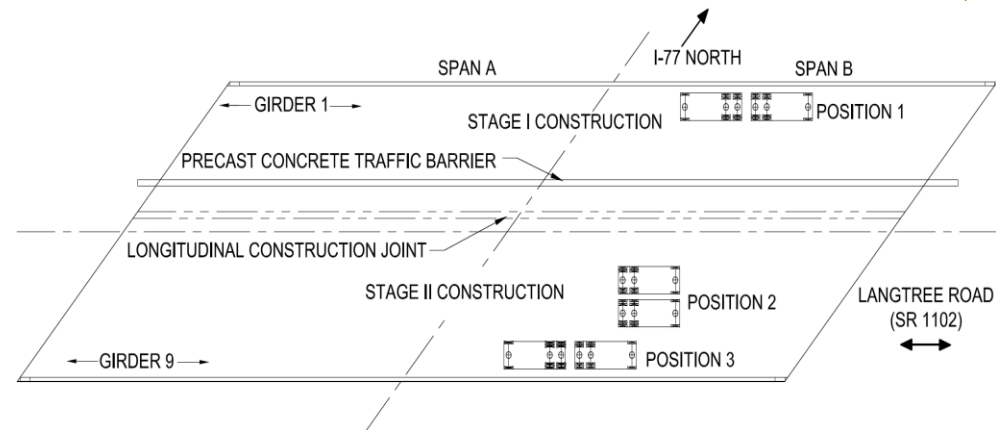 I-77 NORTH
SPAN A
SPAN B
GIRDER 1
POSITION 1
STAGE I CONSTRUCTION
PRECAST CONCRETE TRAFFIC BARRIER
LONGITUDINAL CONSTRUCTION JOINT
STAGE II CONSTRUCTION
POSITION 2
LANGTREE ROAD
(SR 1102)
GIRDER 9
POSITION 3